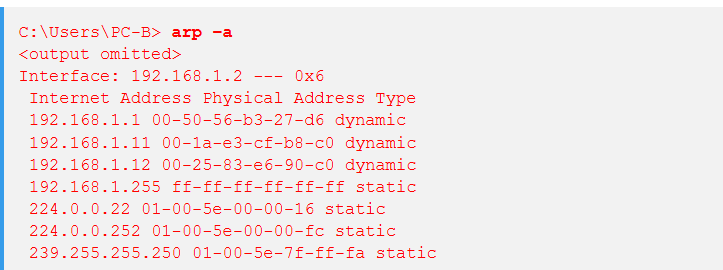 C:\Users\PC-B> arp –a
<output omitted>
Interface: 192.168.1.2 --- 0x6
Internet Address Physical Address Type
192.168.1.1 00-50-56-b3-27-d6 dynamic
192.168.1.11 00-1a-e3-cf-b8-c0 dynamic
192.168.1.12 00-25-83-e6-90-c0 dynamic
192.168.1.255 ff-ff-ff-ff-ff-ff static
224.0.0.22 01-00-5e-00-00-16 static
224.0.0.252 01-00-5e-00-00-fc static
239.255.255.250 01-00-5e-7f-ff-fa static